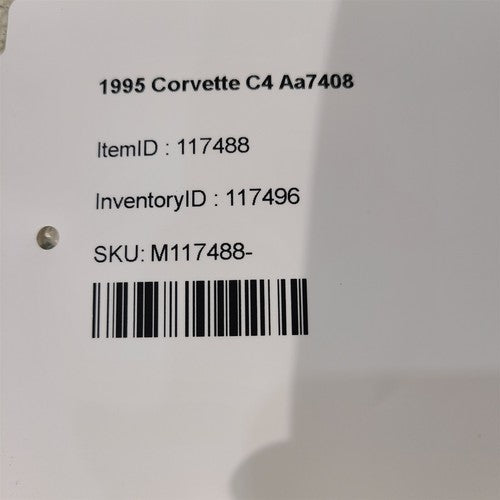 1995 Corvette C4 Aa7408
ItemID : 117488
InventoryID : 117496
SKU: M117488-